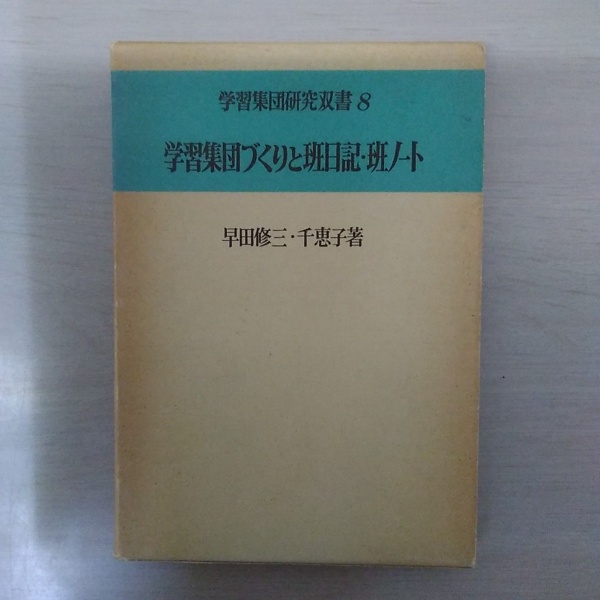 学習集団研究双書8
学習集団づくりと班日記・班ノート
早田修三・千恵子著